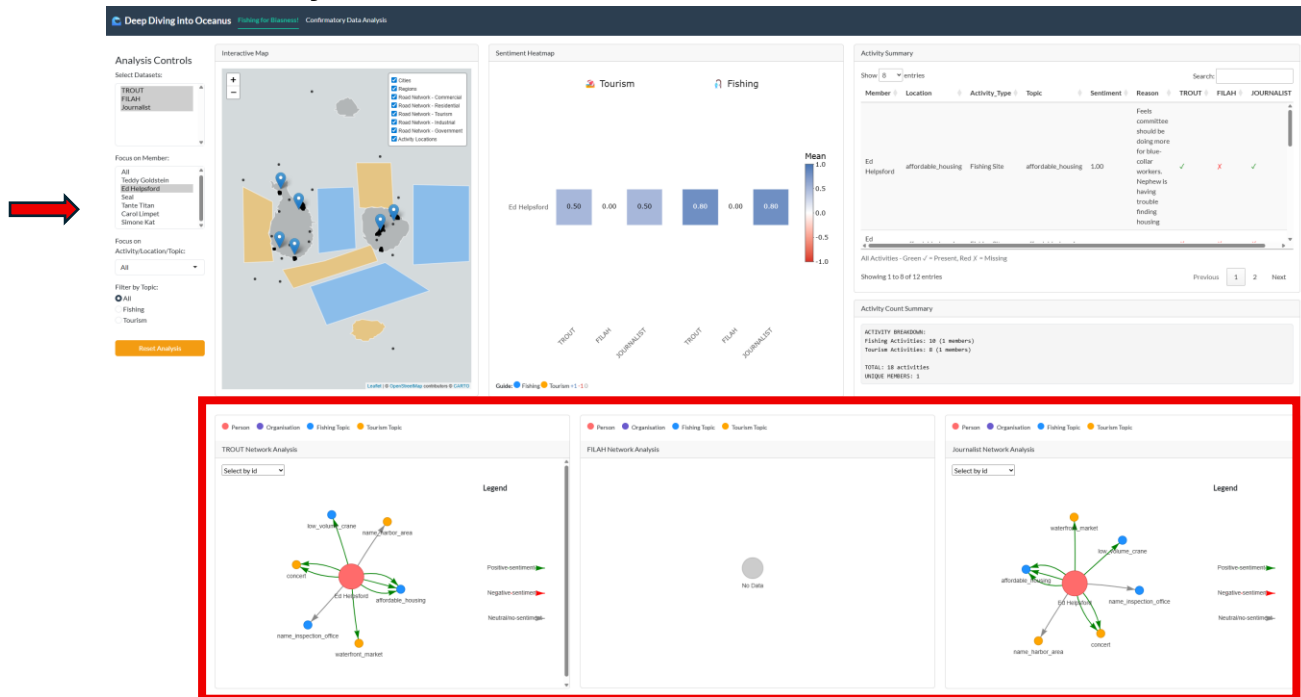 Deep Diving into Oceanus Fishing for Biasness! Confirmatory Data Analysis
Analysis Controls
Select Datasets:
TROUT
FILAH
Journalist
Focus on Member:
All
Teddy Goldstein
Ed Helpsford
Seal
Tante Titan
Carol Limpet
Simone Kat
Focus on
Activity/Location/Topic:
All
Filter by Topic:
All
Fishing
Tourism
Reset Analysis
Interactive Map
+
−
Cities
Regions
Road Network - Commercial
Road Network - Residential
Road Network - Tourism
Road Network - Industrial
Road Network - Government
Activity Locations
Leaflet | © OpenStreetMap contributors © CARTO
Sentiment Heatmap
Tourism Fishing
Ed Helpsford 0.50 0.00 0.50 0.80 0.00 0.80
Mean
1.0
0.5
0.0
-0.5
-1.0
TROUT FILAH JOURNALIST TROUT FILAH JOURNALIST
Guide: Fishing Tourism +1 -1 0
Activity Summary
Show 8 entries Search:
Member Location Activity_Type Topic Sentiment Reason TROUT FILAH JOURNALIST
Ed Helpsford affordable_housing Fishing Site affordable_housing 1.00 Feels committee should be doing more for blue-collar workers. Nephew is having trouble finding housing ✓ X ✓
Ed
All Activities - Green ✓ = Present, Red X = Missing
Showing 1 to 8 of 12 entries Previous 1 2 Next
Activity Count Summary
ACTIVITY BREAKDOWN:
Fishing Activities: 10 (1 members)
Tourism Activities: 8 (1 members)
TOTAL: 18 activities
UNIQUE MEMBERS: 1
Person Organisation Fishing Topic Tourism Topic
TROUT Network Analysis
Select by id
Legend
low_volume_crane
name_harbor_area
concert
Ed Helpsford
affordable_housing
name_inspection_office
waterfront_market
Positive-sentiment
Negative-sentiment
Neutral/no-sentiment
Person Organisation Fishing Topic Tourism Topic
FILAH Network Analysis
No Data
Person Organisation Fishing Topic Tourism Topic
Journalist Network Analysis
Select by id
Legend
waterfront_market
low_volume_crane
affordable_housing
Ed Helpsford
name_inspection_office
name_harbor_area
concert
Positive-sentiment
Negative-sentiment
Neutral/no-sentiment